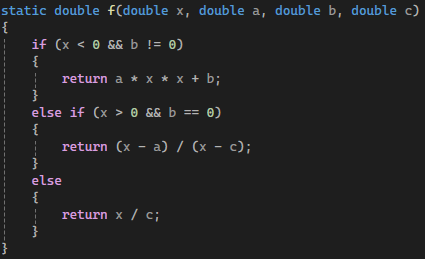 static double f(double x, double a, double b, double c)
{
    if (x < 0 && b != 0)
    {
        return a * x * x + b;
    }
    else if (x > 0 && b == 0)
    {
        return (x - a) / (x - c);
    }
    else
    {
        return x / c;
    }
}